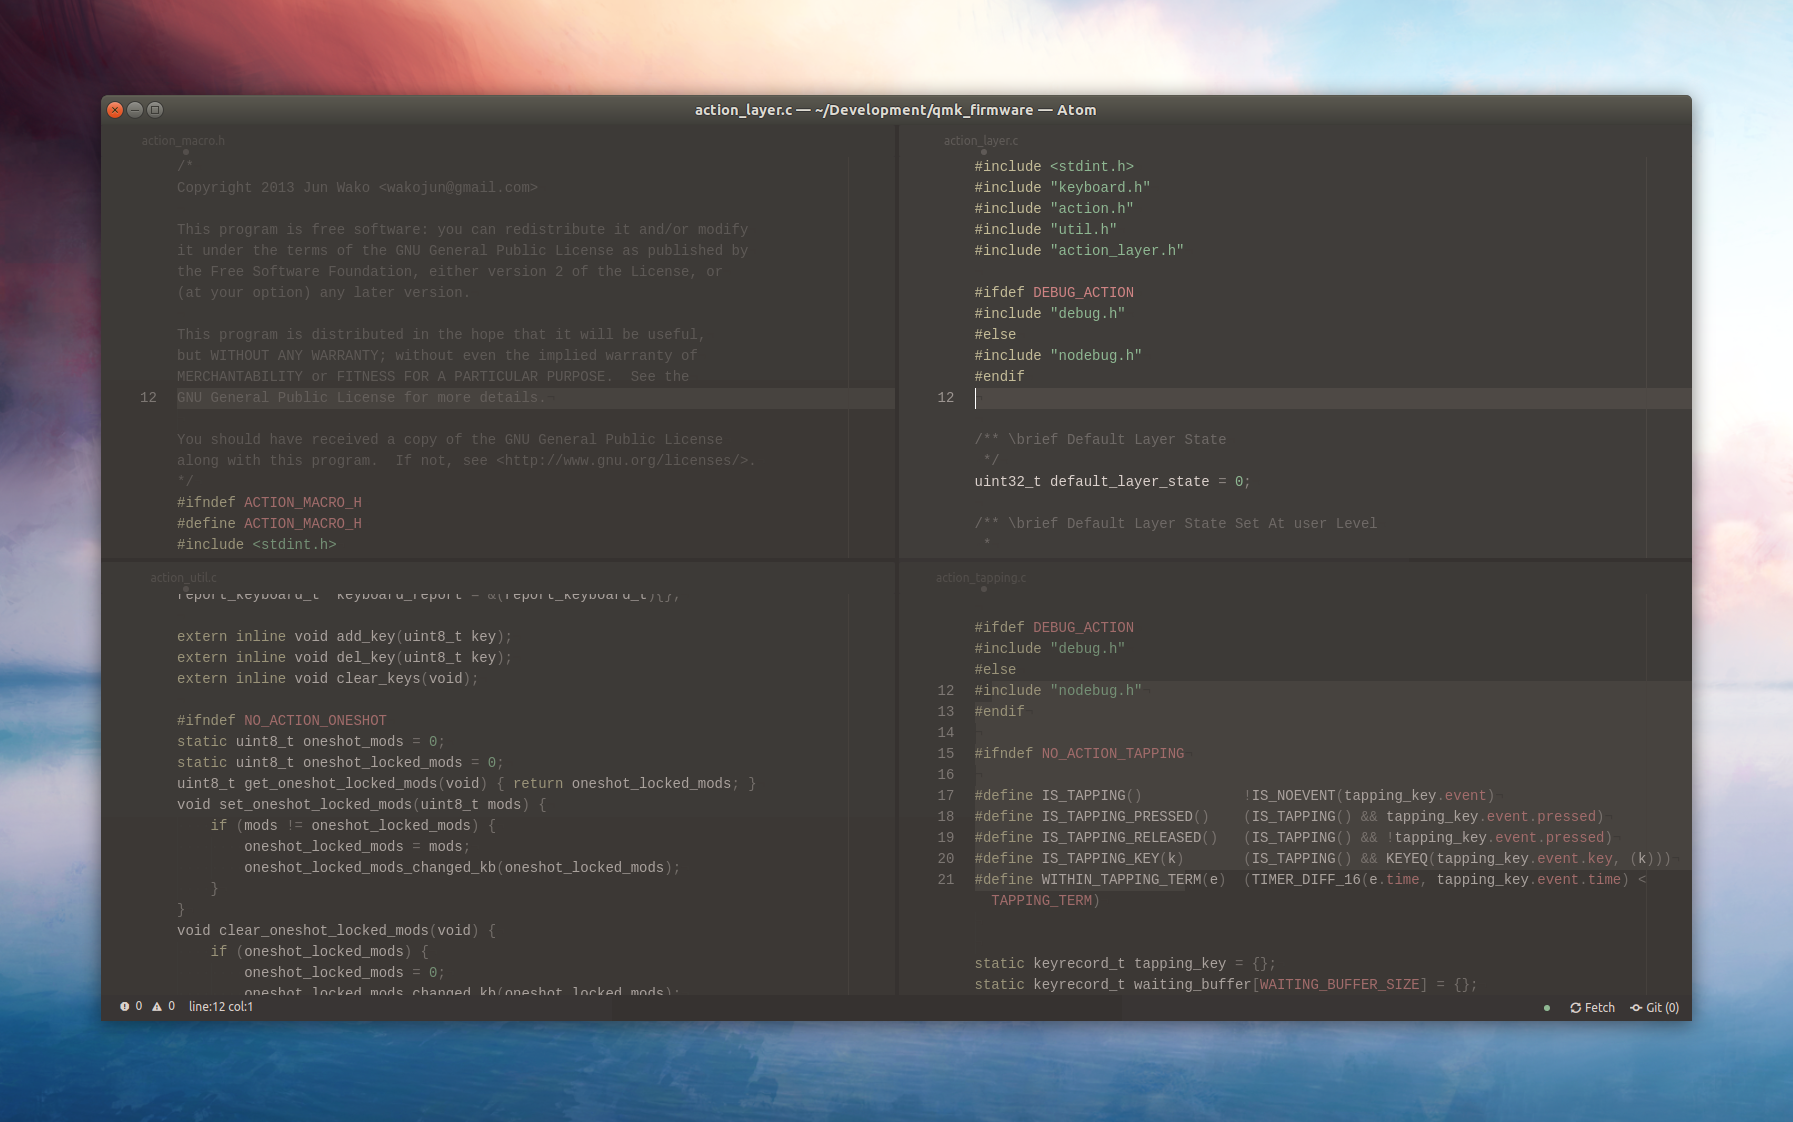 action_layer.c — ~/Development/qmk_firmware — Atom
action_macro.h
/*
Copyright 2013 Jun Wako <wakojun@gmail.com>
This program is free software: you can redistribute it and/or modify
it under the terms of the GNU General Public License as published by
the Free Software Foundation, either version 2 of the License, or
(at your option) any later version.
This program is distributed in the hope that it will be useful,
but WITHOUT ANY WARRANTY; without even the implied warranty of
MERCHANTABILITY or FITNESS FOR A PARTICULAR PURPOSE.  See the
12 GNU General Public License for more details.¬
You should have received a copy of the GNU General Public License
along with this program.  If not, see <http://www.gnu.org/licenses/>.
*/
#ifndef ACTION_MACRO_H
#define ACTION_MACRO_H
#include <stdint.h>
action_layer.c
#include <stdint.h>
#include "keyboard.h"
#include "action.h"
#include "util.h"
#include "action_layer.h"
#ifdef DEBUG_ACTION
#include "debug.h"
#else
#include "nodebug.h"
#endif
12 ¬
/** \brief Default Layer State
 */
uint32_t default_layer_state = 0;
/** \brief Default Layer State Set At user Level
 *
action_util.c
report_keyboard_t *keyboard_report = &(report_keyboard_t){};
extern inline void add_key(uint8_t key);
extern inline void del_key(uint8_t key);
extern inline void clear_keys(void);
#ifndef NO_ACTION_ONESHOT
static uint8_t oneshot_mods = 0;
static uint8_t oneshot_locked_mods = 0;
uint8_t get_oneshot_locked_mods(void) { return oneshot_locked_mods; }
void set_oneshot_locked_mods(uint8_t mods) {
    if (mods != oneshot_locked_mods) {
        oneshot_locked_mods = mods;
        oneshot_locked_mods_changed_kb(oneshot_locked_mods);
    }
}
void clear_oneshot_locked_mods(void) {
    if (oneshot_locked_mods) {
        oneshot_locked_mods = 0;
        oneshot_locked_mods_changed_kb(oneshot_locked_mods);
action_tapping.c
#ifdef DEBUG_ACTION
#include "debug.h"
#else
12 #include "nodebug.h"¬
13 #endif¬
14 ¬
15 #ifndef NO_ACTION_TAPPING¬
16 ¬
17 #define IS_TAPPING()            !IS_NOEVENT(tapping_key.event)¬
18 #define IS_TAPPING_PRESSED()    (IS_TAPPING() && tapping_key.event.pressed)¬
19 #define IS_TAPPING_RELEASED()   (IS_TAPPING() && !tapping_key.event.pressed)¬
20 #define IS_TAPPING_KEY(k)       (IS_TAPPING() && KEYEQ(tapping_key.event.key, (k)))¬
21 #define WITHIN_TAPPING_TERM(e)  (TIMER_DIFF_16(e.time, tapping_key.event.time) <
TAPPING_TERM)
static keyrecord_t tapping_key = {};
static keyrecord_t waiting_buffer[WAITING_BUFFER_SIZE] = {};
0 0 line:12 col:1
Fetch Git (0)